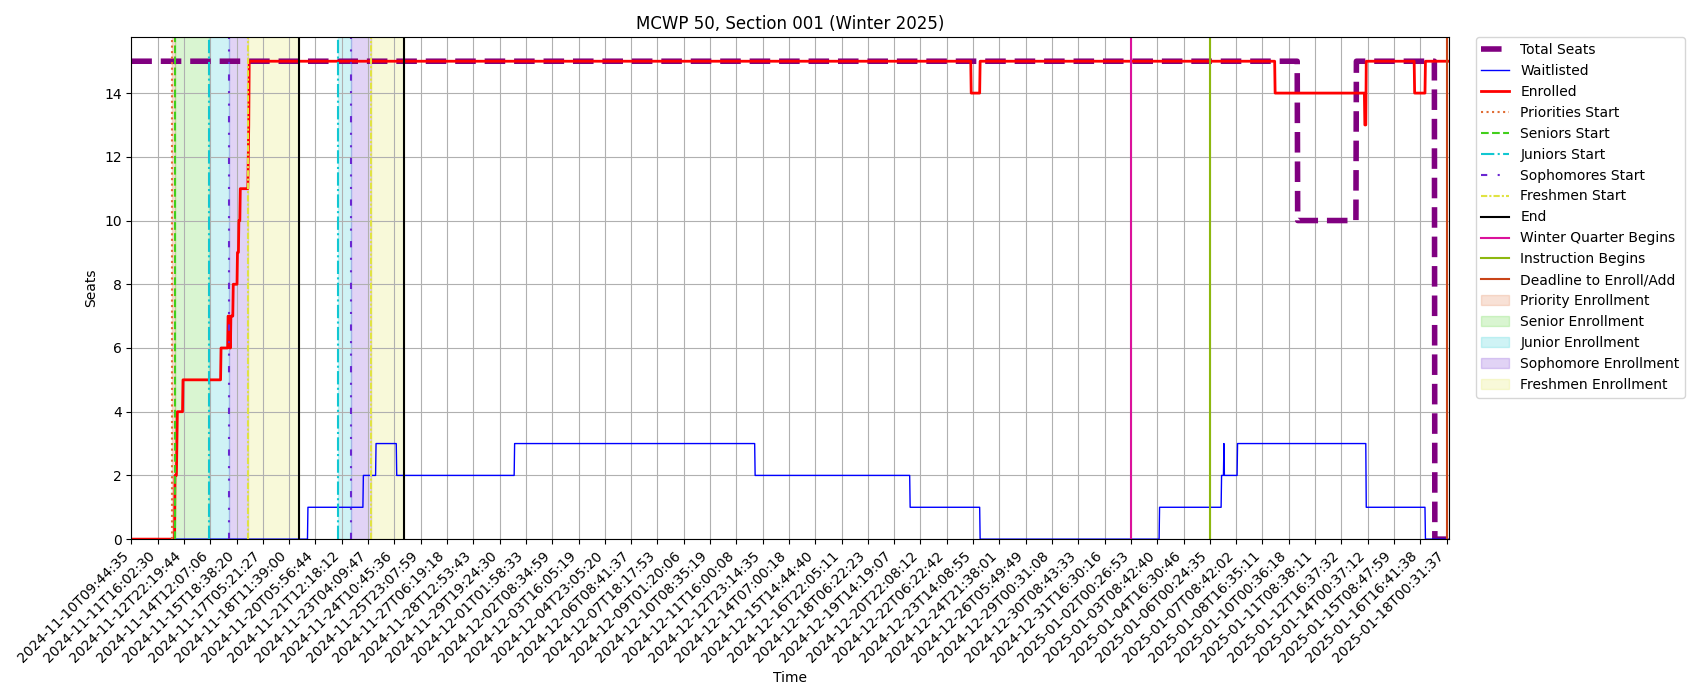 MCWP 50, Section 001 (Winter 2025)
Seats
14
12
10
8
6
4
2
0
2024-11-10T09:44:35
2024-11-11T16:02:30
2024-11-12T22:19:44
2024-11-14T12:07:06
2024-11-15T18:38:20
2024-11-17T05:21:27
2024-11-18T11:39:00
2024-11-20T05:56:44
2024-11-21T12:18:12
2024-11-23T04:09:47
2024-11-24T10:45:36
2024-11-25T23:07:59
2024-11-27T06:19:18
2024-11-28T12:53:43
2024-11-29T19:24:30
2024-12-01T01:58:33
2024-12-02T08:34:59
2024-12-03T16:05:19
2024-12-04T23:05:20
2024-12-06T08:41:37
2024-12-07T18:17:53
2024-12-09T01:20:06
2024-12-10T08:35:19
2024-12-11T16:00:08
2024-12-12T23:14:35
2024-12-14T07:00:18
2024-12-15T14:44:40
2024-12-16T22:05:11
2024-12-18T06:22:23
2024-12-19T14:19:07
2024-12-20T22:08:12
2024-12-22T06:22:42
2024-12-23T14:08:55
2024-12-24T21:38:01
2024-12-26T05:49:49
2024-12-29T00:31:08
2024-12-30T08:43:33
2024-12-31T16:30:16
2025-01-02T00:26:53
2025-01-03T08:42:40
2025-01-04T16:30:46
2025-01-06T00:24:35
2025-01-07T08:42:02
2025-01-08T16:35:11
2025-01-10T00:36:18
2025-01-11T08:38:11
2025-01-12T16:37:32
2025-01-14T00:37:12
2025-01-15T08:47:59
2025-01-16T16:41:38
2025-01-18T00:31:37
Time
Total Seats
Waitlisted
Enrolled
Priorities Start
Seniors Start
Juniors Start
Sophomores Start
Freshmen Start
End
Winter Quarter Begins
Instruction Begins
Deadline to Enroll/Add
Priority Enrollment
Senior Enrollment
Junior Enrollment
Sophomore Enrollment
Freshmen Enrollment